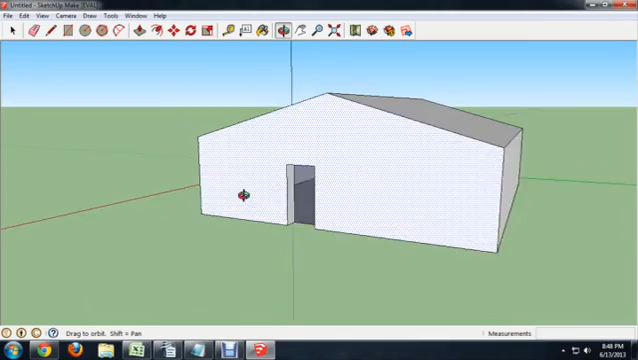 Untitled - SketchUp Make [EVAL]
File Edit View Camera Draw Tools Window Help
Drag to orbit. Shift = Pan
Measurements
8:48 PM
6/13/2013